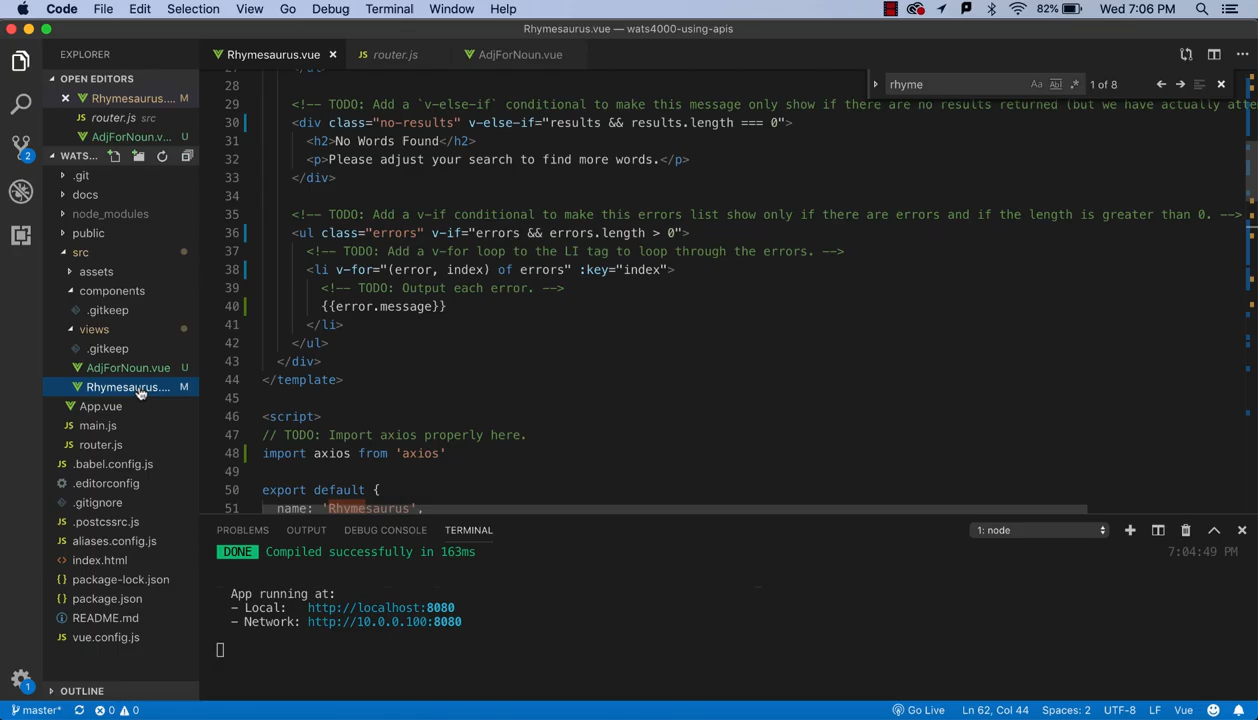 Code File Edit Selection View Go Debug Terminal Window Help 82% Wed 7:06 PM
Rhymesaurus.vue — wats4000-using-apis
EXPLORER
OPEN EDITORS
Rhymesaurus.... M
router.js src
AdjForNoun.v... U
WATS...
.git
docs
node_modules
public
src
assets
components
.gitkeep
views
.gitkeep
AdjForNoun.vue U
Rhymesaurus.... M
App.vue
main.js
router.js
.babel.config.js
.editorconfig
.gitignore
.postcssrc.js
aliases.config.js
index.html
package-lock.json
package.json
README.md
vue.config.js
OUTLINE
2
1
Rhymesaurus.vue router.js AdjForNoun.vue
rhyme Aa Abl .* 1 of 8
28
29 <!-- TODO: Add a `v-else-if` conditional to make this message only show if there are no results returned (but we have actually atte
30 <div class="no-results" v-else-if="results && results.length === 0">
31 <h2>No Words Found</h2>
32 <p>Please adjust your search to find more words.</p>
33 </div>
34
35 <!-- TODO: Add a v-if conditional to make this errors list show only if there are errors and if the length is greater than 0. -->
36 <ul class="errors" v-if="errors && errors.length > 0">
37 <!-- TODO: Add a v-for loop to the LI tag to loop through the errors. -->
38 <li v-for="(error, index) of errors" :key="index">
39 <!-- TODO: Output each error. -->
40 {{error.message}}
41 </li>
42 </ul>
43 </div>
44 </template>
45
46 <script>
47 // TODO: Import axios properly here.
48 import axios from 'axios'
49
50 export default {
51 name: 'Rhymesaurus',
PROBLEMS OUTPUT DEBUG CONSOLE TERMINAL 1: node
DONE Compiled successfully in 163ms 7:04:49 PM
App running at:
- Local: http://localhost:8080
- Network: http://10.0.0.100:8080
master* 0 0 Go Live Ln 62, Col 44 Spaces: 2 UTF-8 LF Vue